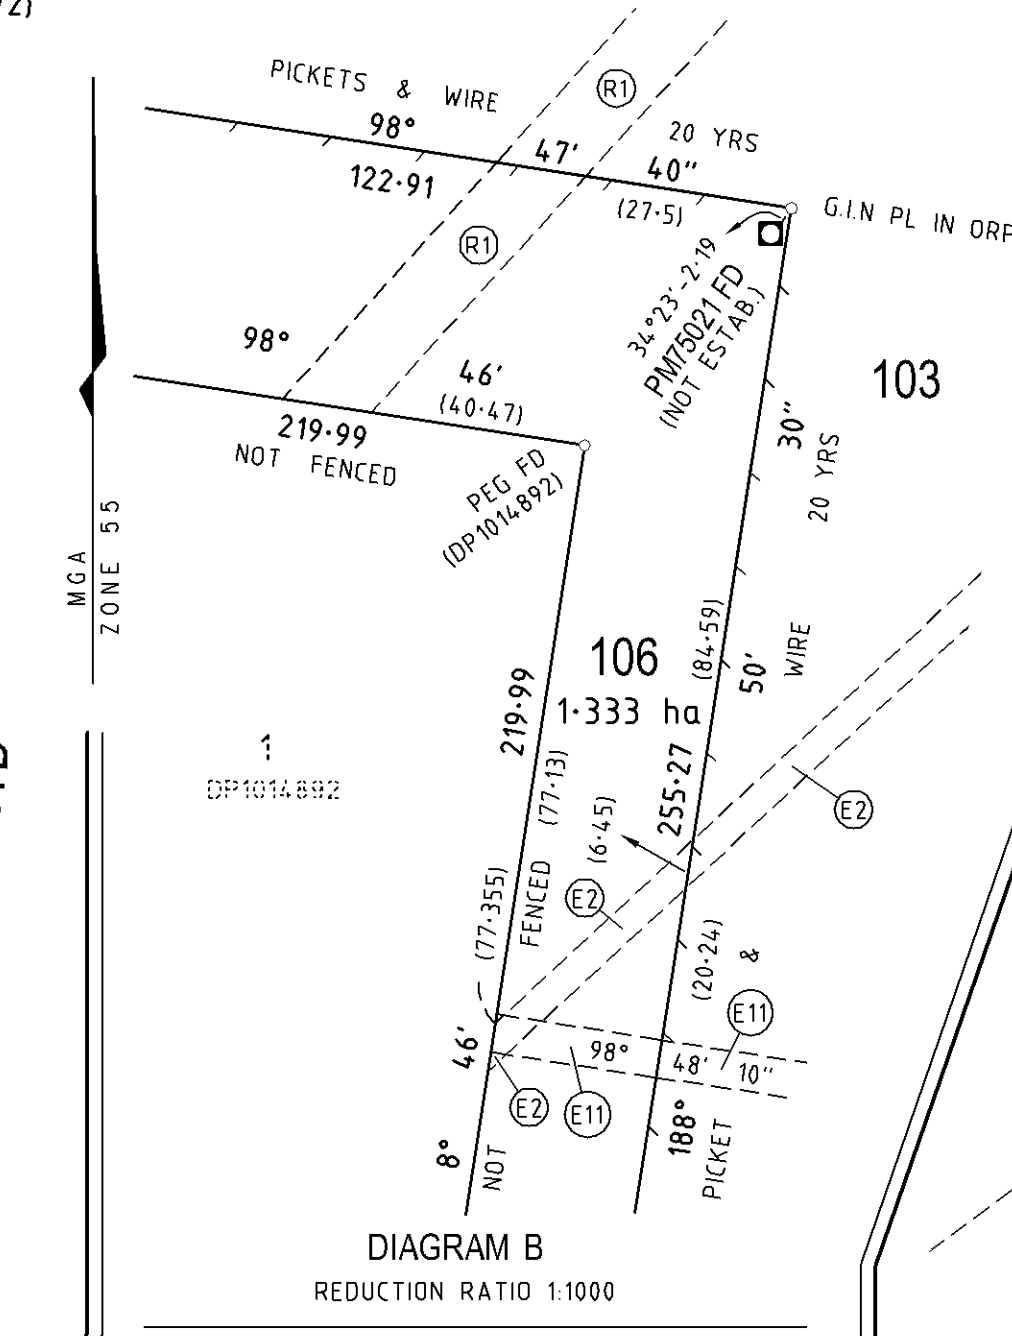 PICKETS & WIRE
R1
98°
47'
20 YRS
40"
122·91
(27·5)
G.I.N PL IN ORP
R1
34°23'-2·19
PM75021 FD
(NOT ESTAB.)
98°
46'
(40·47)
103
219·99
NOT FENCED
30"
20 YRS
PEG FD
(DP1014892)
MGA
ZONE 55
106
1·333 ha
(84·59)
50'
WIRE
219·99
(77·13)
1
DP1014892
255·27
(6·45)
E2
E2
(77·355)
FENCED
(20·24)
&
E11
46'
98°
48'
10"
E2
E11
8°
NOT
188°
PICKET
DIAGRAM B
REDUCTION RATIO 1:1000